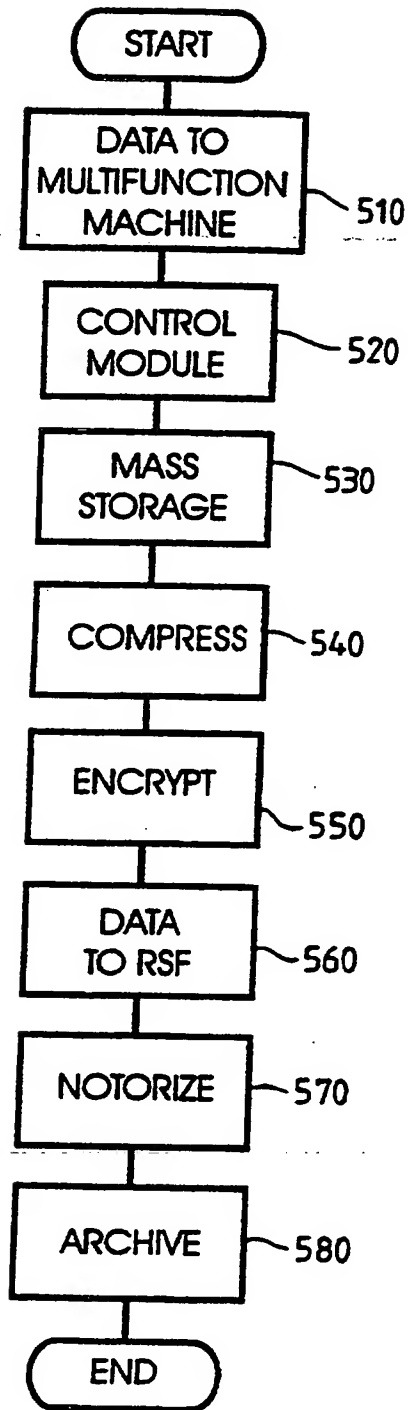 START
DATA TO
MULTIFUNCTION
MACHINE
510
CONTROL
MODULE
520
MASS
STORAGE
530
COMPRESS
540
ENCRYPT
550
DATA
TO RSF
560
NOTORIZE
570
ARCHIVE
580
END